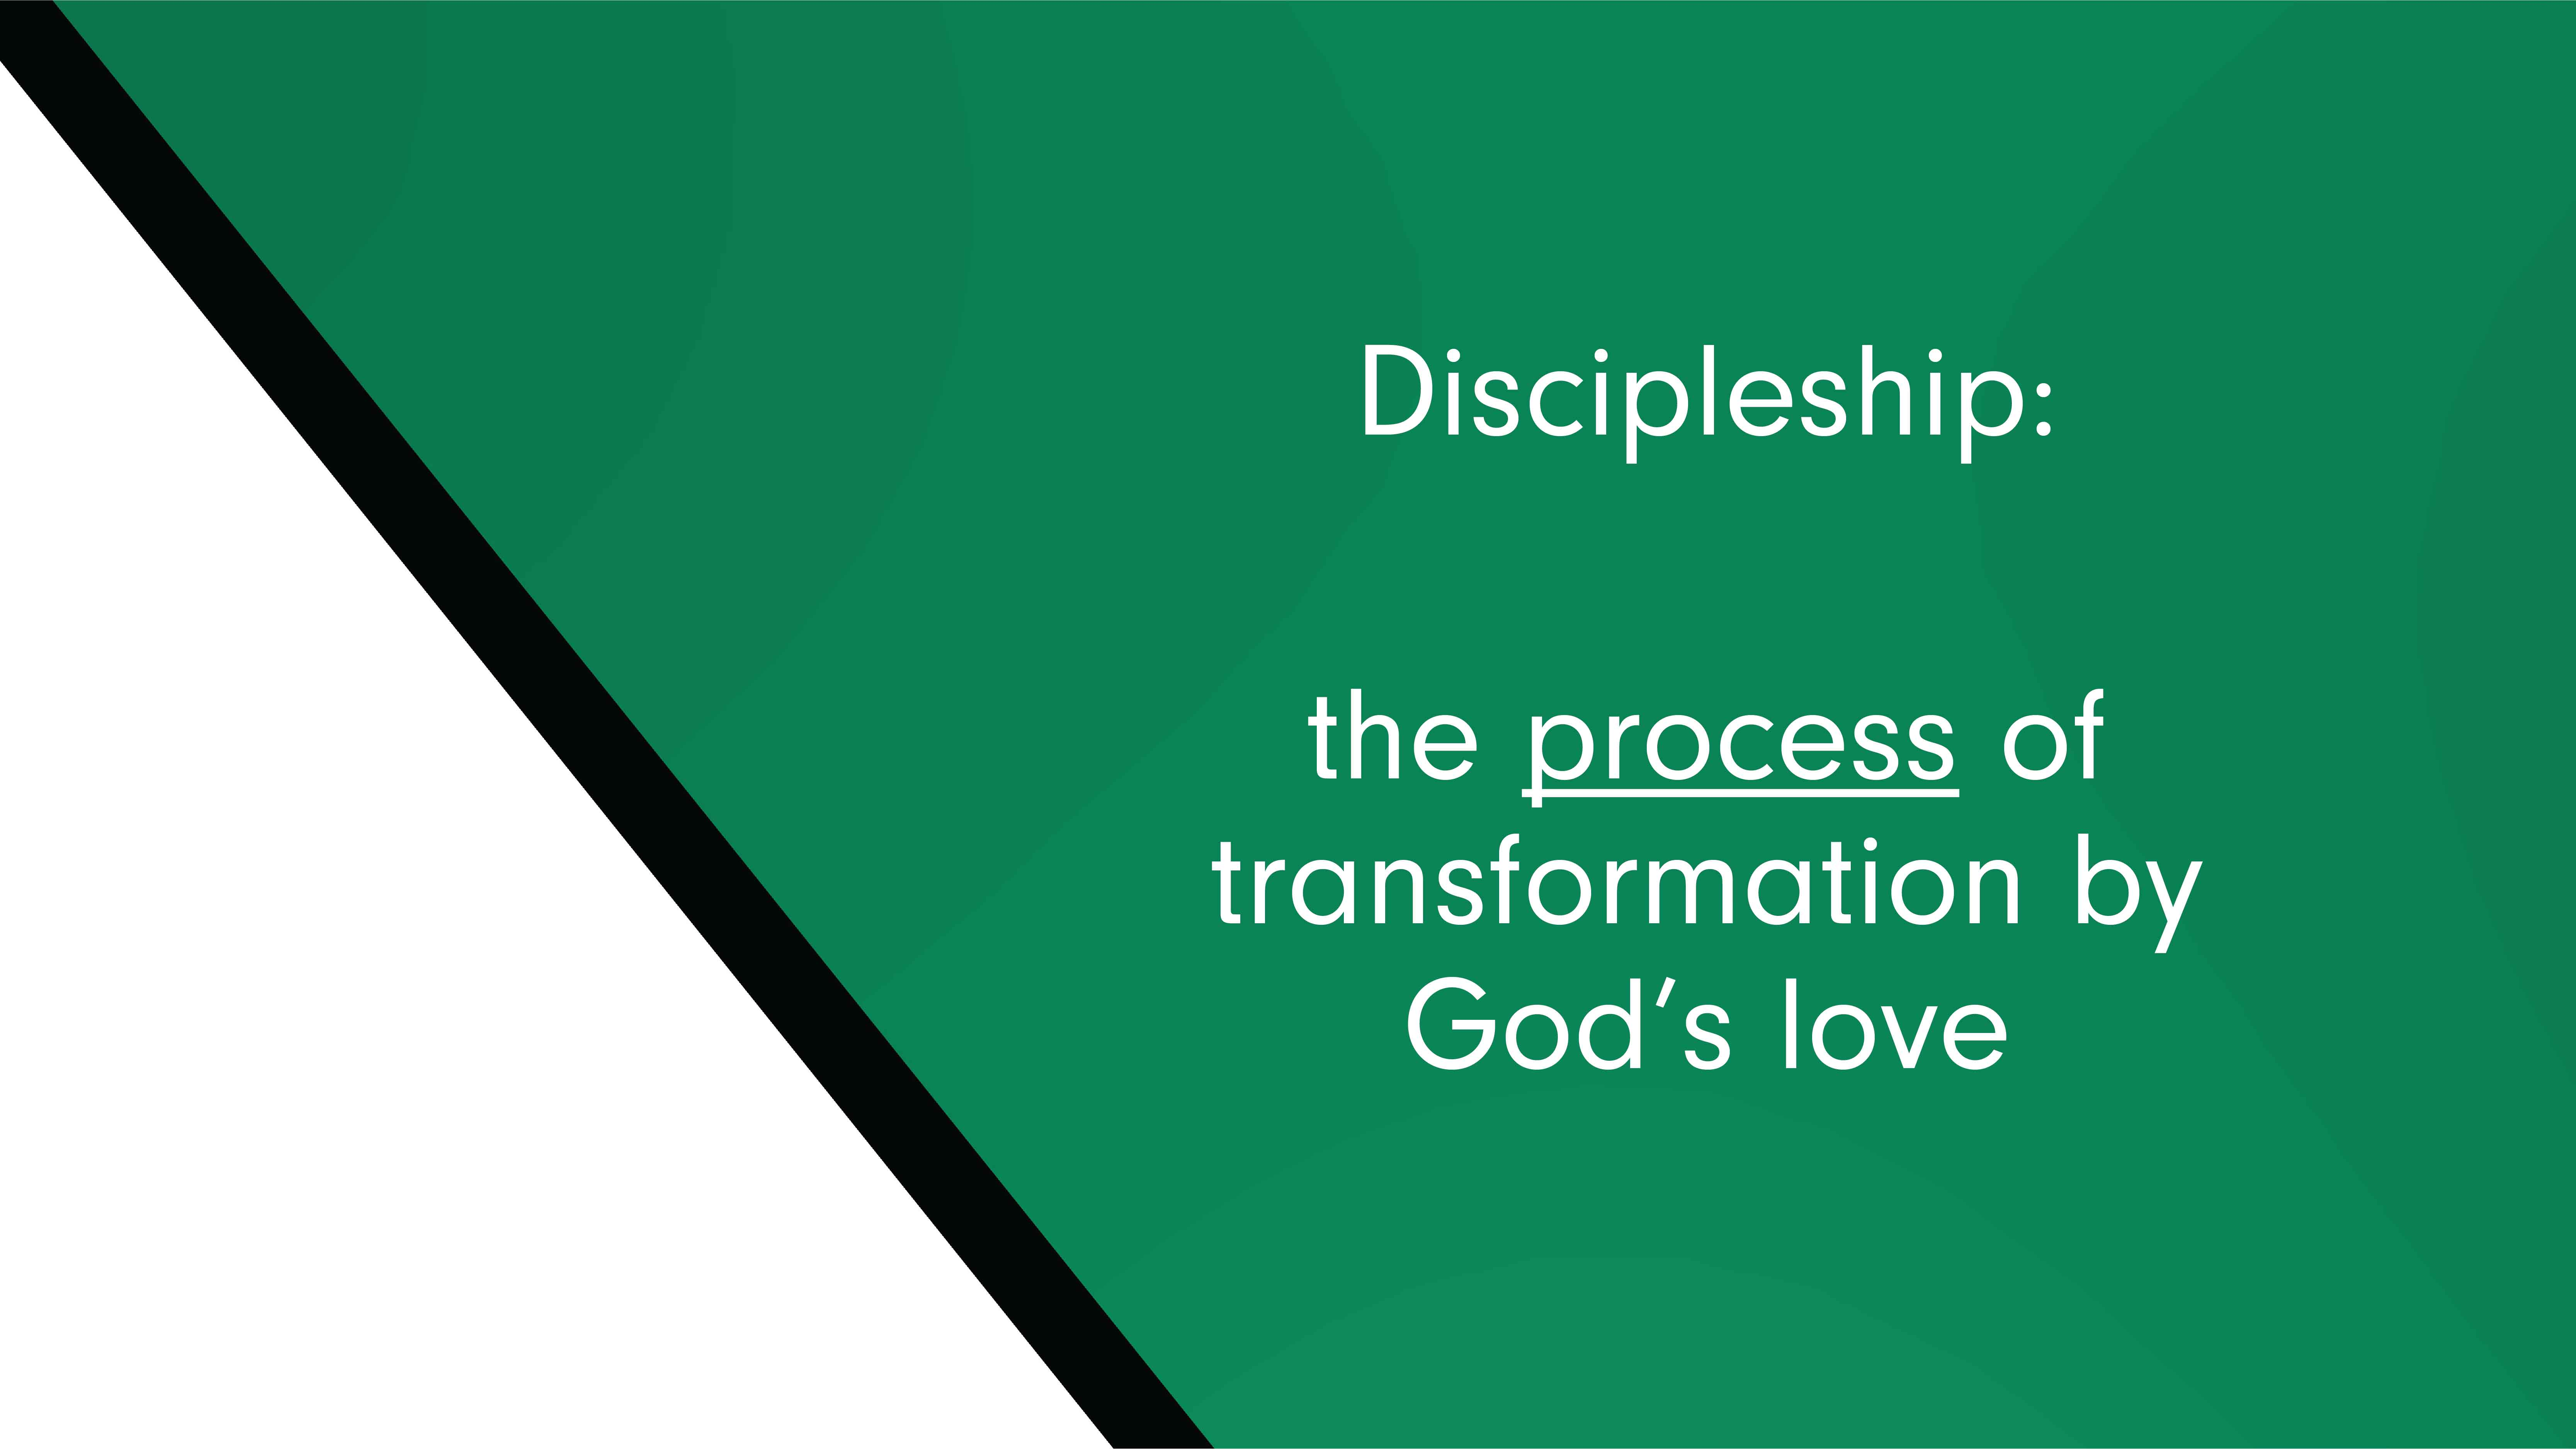 Discipleship:
the process of
transformation by
God’s love